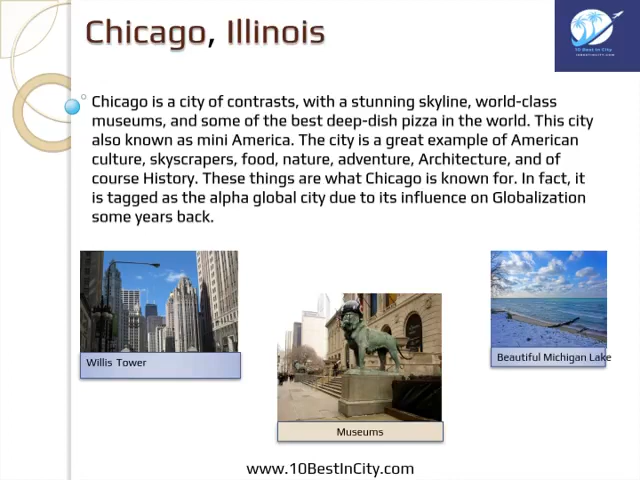 Chicago, Illinois
10 Best In City
10BESTINCITY.COM
Chicago is a city of contrasts, with a stunning skyline, world-class
museums, and some of the best deep-dish pizza in the world. This city
also known as mini America. The city is a great example of American
culture, skyscrapers, food, nature, adventure, Architecture, and of
course History. These things are what Chicago is known for. In fact, it
is tagged as the alpha global city due to its influence on Globalization
some years back.
Willis Tower
Beautiful Michigan Lake
Museums
www.10BestInCity.com